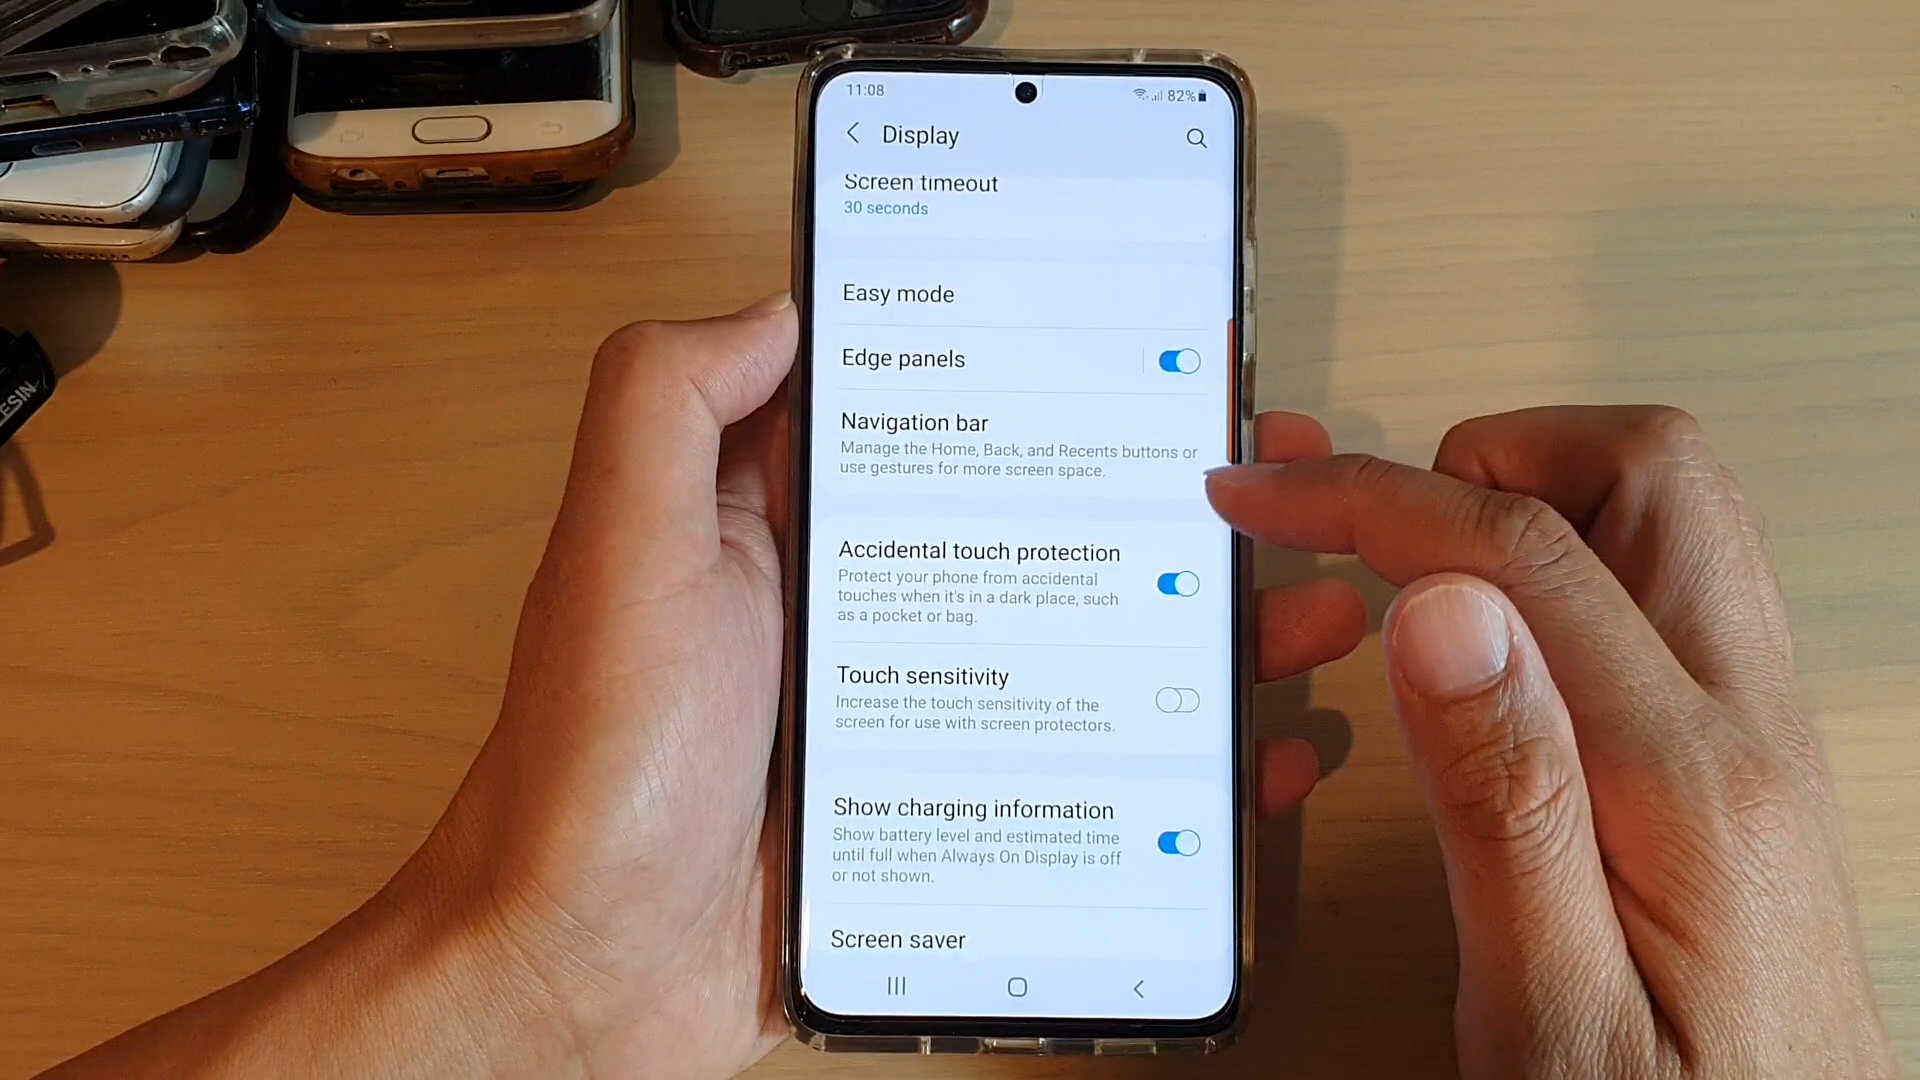 11:08
82%
Display
Screen timeout
30 seconds
Easy mode
Edge panels
Navigation bar
Manage the Home, Back, and Recents buttons or
use gestures for more screen space.
Accidental touch protection
Protect your phone from accidental
touches when it's in a dark place, such
as a pocket or bag.
Touch sensitivity
Increase the touch sensitivity of the
screen for use with screen protectors.
Show charging information
Show battery level and estimated time
until full when Always On Display is off
or not shown.
Screen saver
ESIN